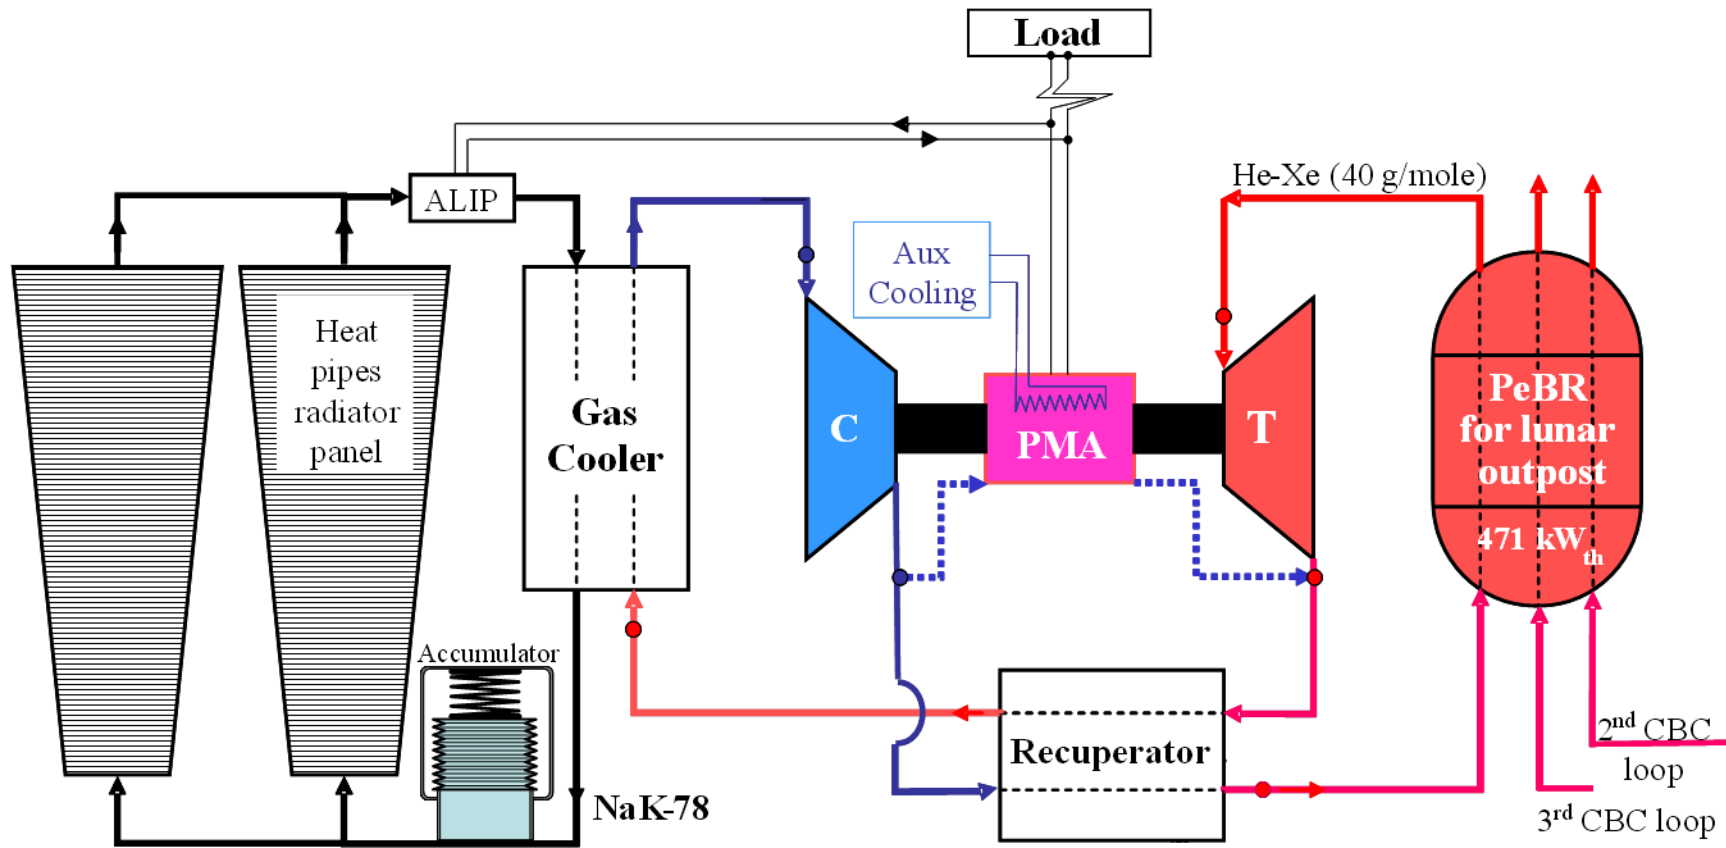 Load
He-Xe (40 g/mole)
ALIP
Aux
Cooling
Heat
pipes
radiator
panel
Gas
Cooler
C
PMA
T
PeBR
for lunar
outpost
471 kWth
Accumulator
NaK-78
Recuperator
2nd CBC
loop
3rd CBC loop